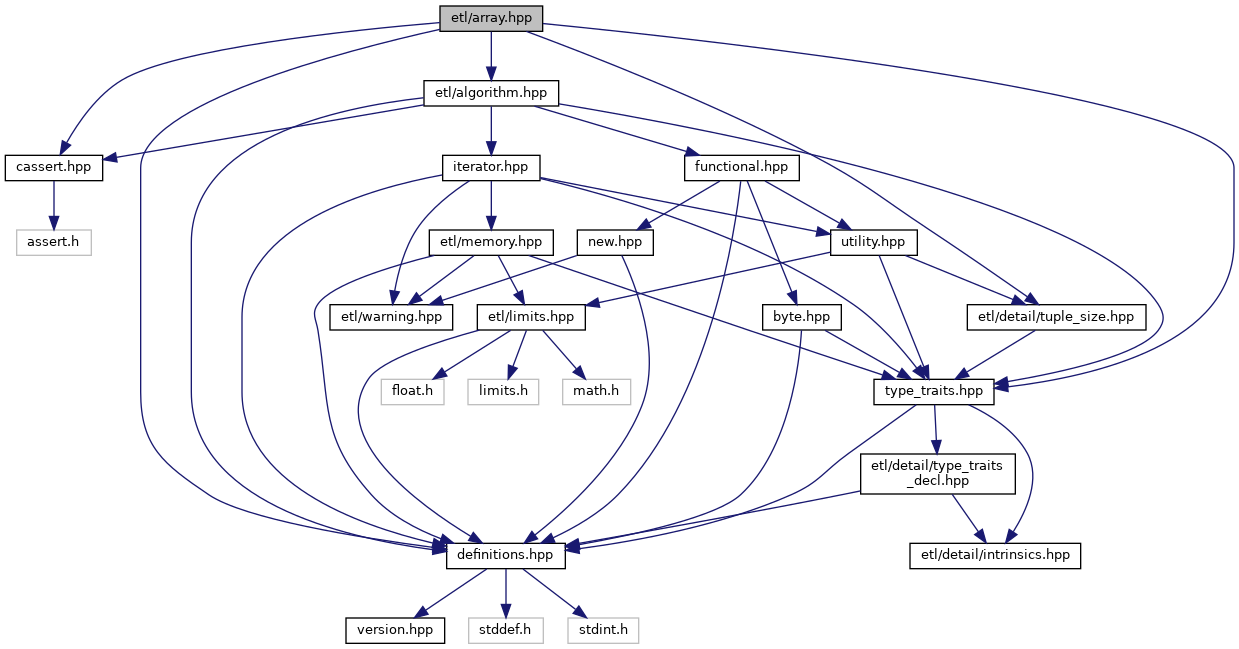 etl/array.hpp
etl/algorithm.hpp
cassert.hpp
iterator.hpp
functional.hpp
assert.h
etl/memory.hpp
new.hpp
utility.hpp
etl/warning.hpp
etl/limits.hpp
byte.hpp
etl/detail/tuple_size.hpp
float.h
limits.h
math.h
type_traits.hpp
etl/detail/type_traits
_decl.hpp
definitions.hpp
etl/detail/intrinsics.hpp
version.hpp
stddef.h
stdint.h